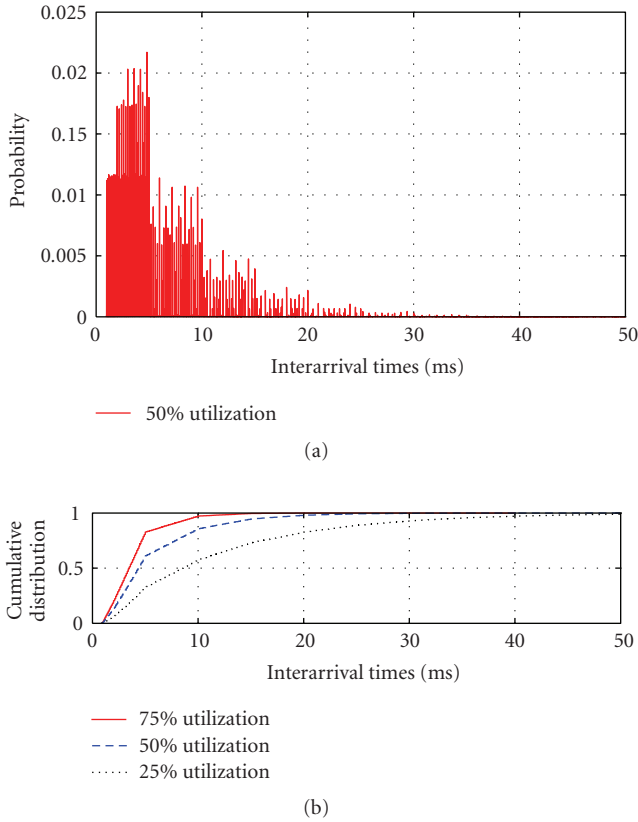 0.025
0.02
0.015
0.01
0.005
0
Probability
0 10 20 30 40 50
Interarrival times (ms)
50% utilization
(a)
1
0.5
0
Cumulative
distribution
0 10 20 30 40 50
Interarrival times (ms)
75% utilization
50% utilization
25% utilization
(b)